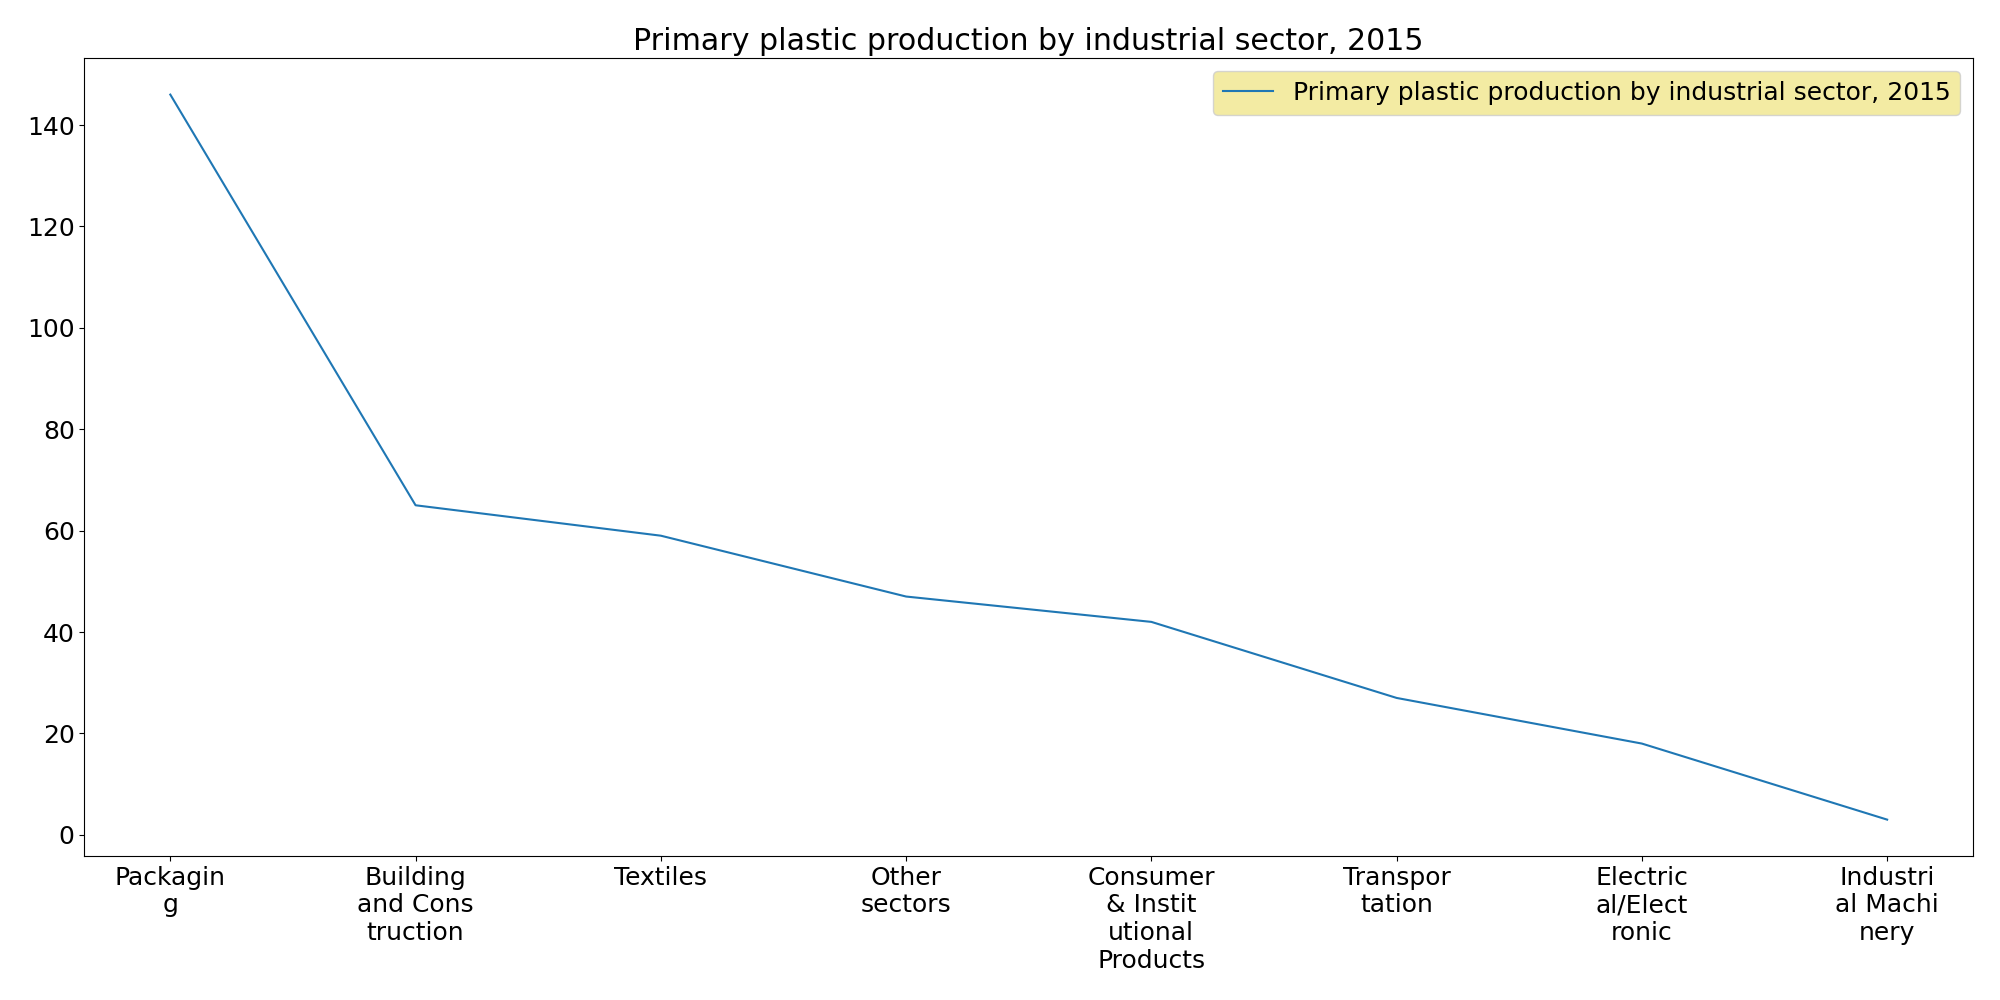 Primary plastic production by industrial sector, 2015
Primary plastic production by industrial sector, 2015
140
120
100
80
60
40
20
0
Packagin
g
Building
and Cons
truction
Textiles
Other
sectors
Consumer
& Instit
utional
Products
Transpor
tation
Electric
al/Elect
ronic
Industri
al Machi
nery